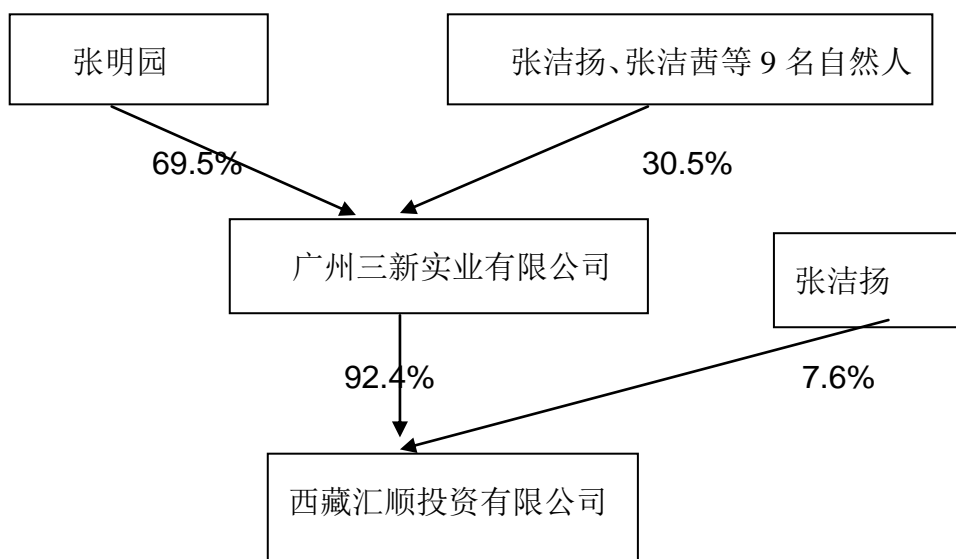 张明园
张洁扬、张洁茜等 9 名自然人
69.5%
30.5%
广州三新实业有限公司
张洁扬
92.4%
7.6%
西藏汇顺投资有限公司